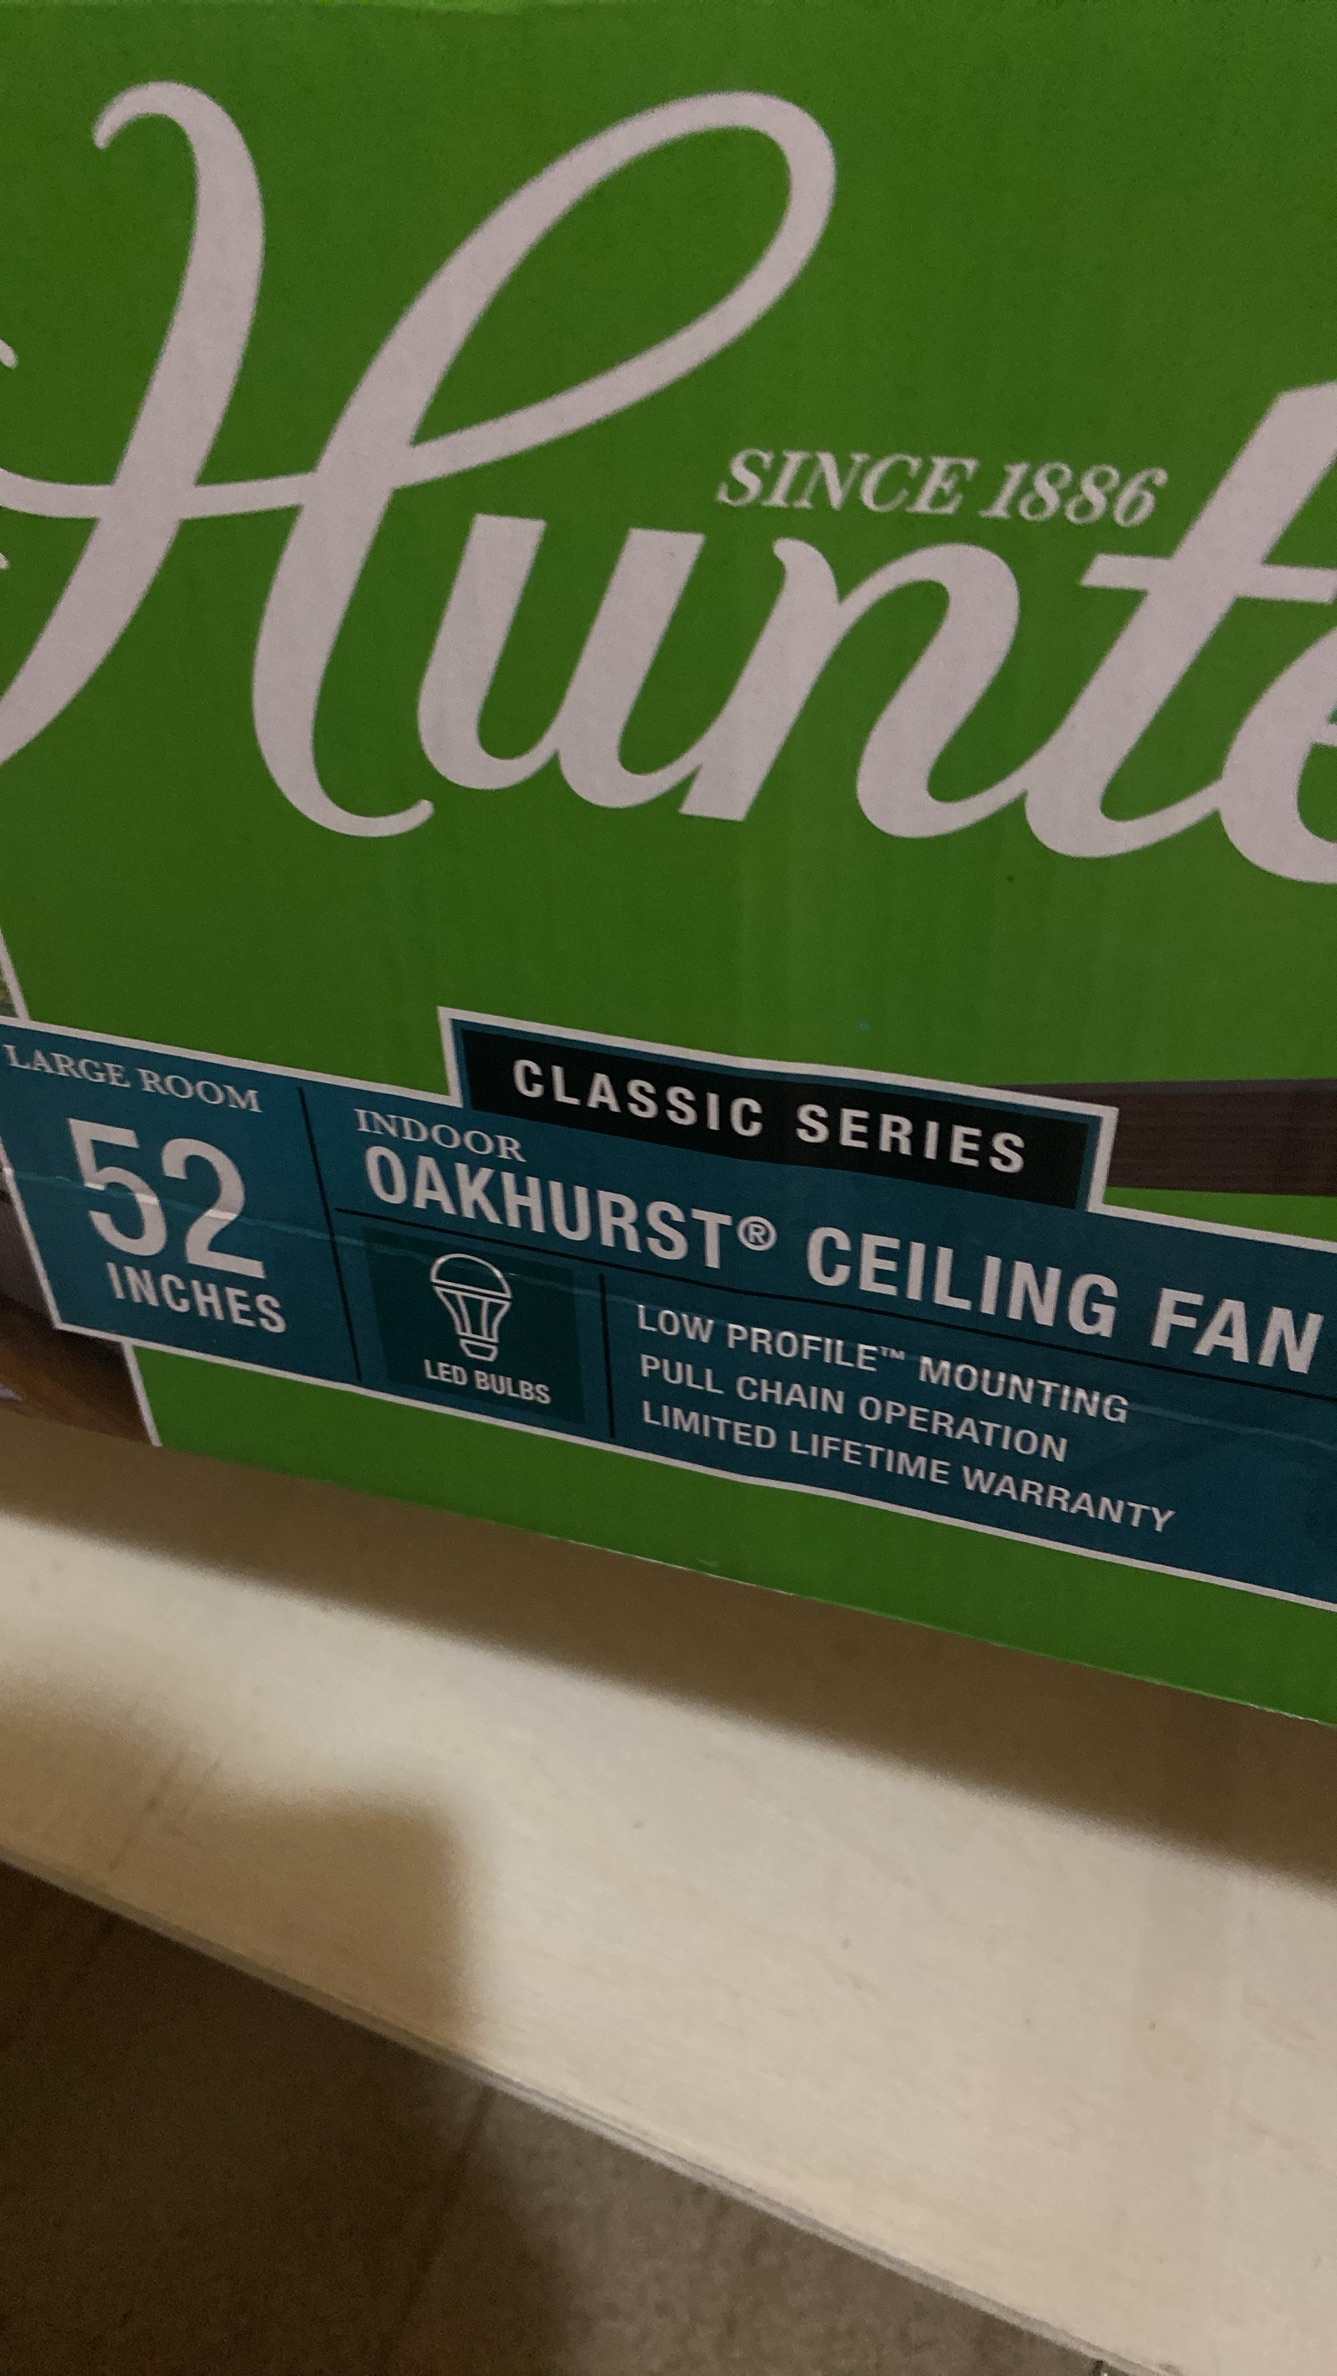 Hunte
SINCE 1886
CLASSIC SERIES
LARGE ROOM
52
INCHES
INDOOR
OAKHURST® CEILING FAN
LED BULBS
LOW PROFILE™ MOUNTING
PULL CHAIN OPERATION
LIMITED LIFETIME WARRANTY